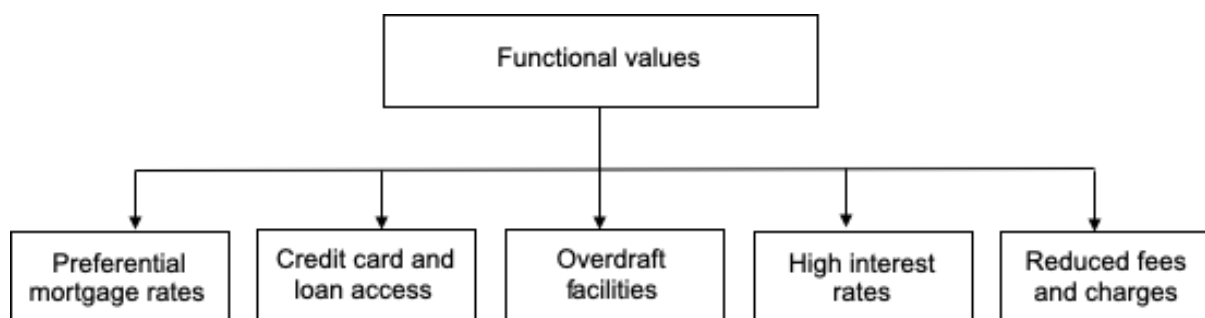 Functional values
Preferential
mortgage rates
Credit card and
loan access
Overdraft
facilities
High interest
rates
Reduced fees
and charges